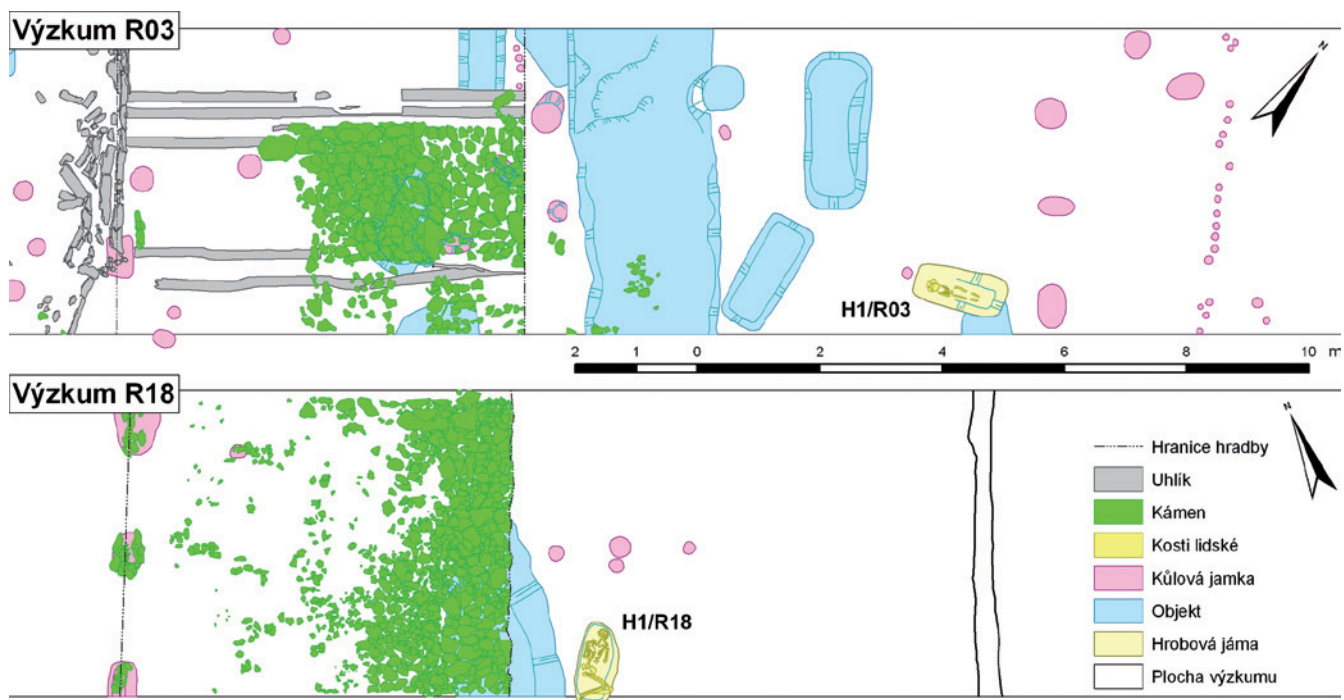 Výzkum R03
N
H1/R03
2 1 0 2 4 6 8 10 m
Výzkum R18
N
H1/R18
Hranice hradby
Uhlík
Kámen
Kosti lidské
Kůlová jamka
Objekt
Hrobová jáma
Plocha výzkumu